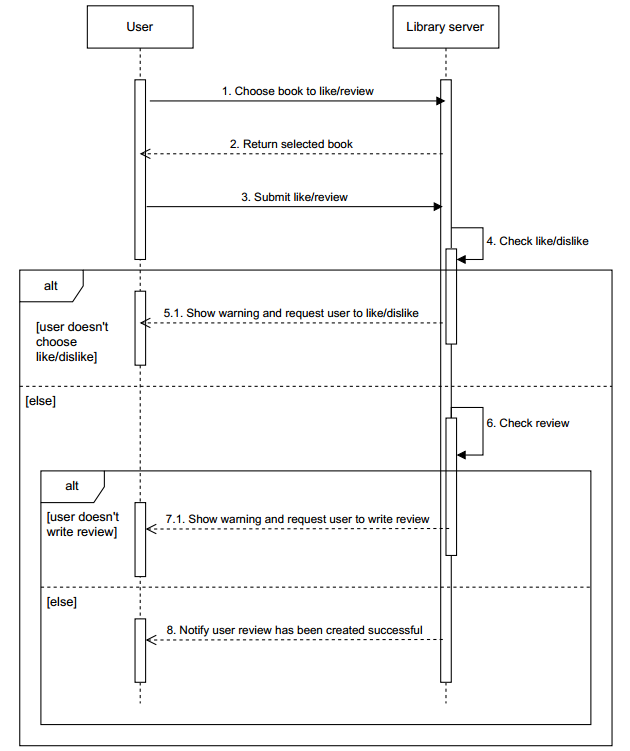 User
Library server
1. Choose book to like/review
2. Return selected book
3. Submit like/review
4. Check like/dislike
alt
5.1. Show warning and request user to like/dislike
[user doesn't
choose
like/dislike]
[else]
6. Check review
alt
[user doesn't
write review]
7.1. Show warning and request user to write review
[else]
8. Notify user review has been created successful